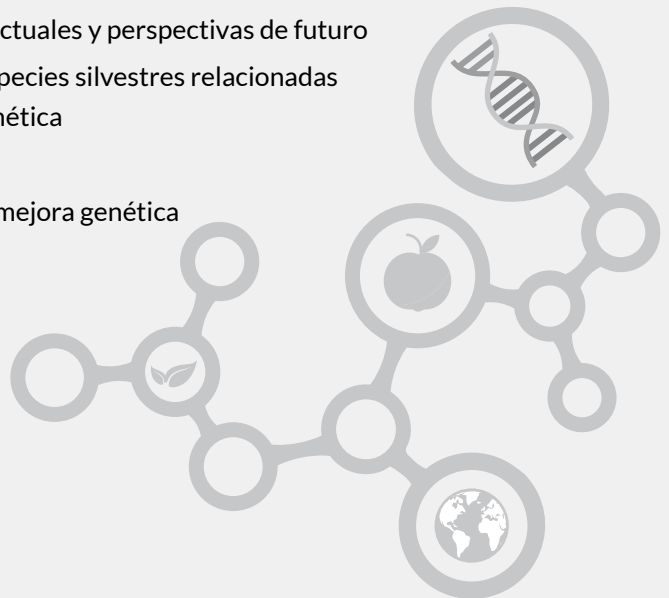 ctuales y perspectivas de futuro
pecies silvestres relacionadas
nética
mejora genética